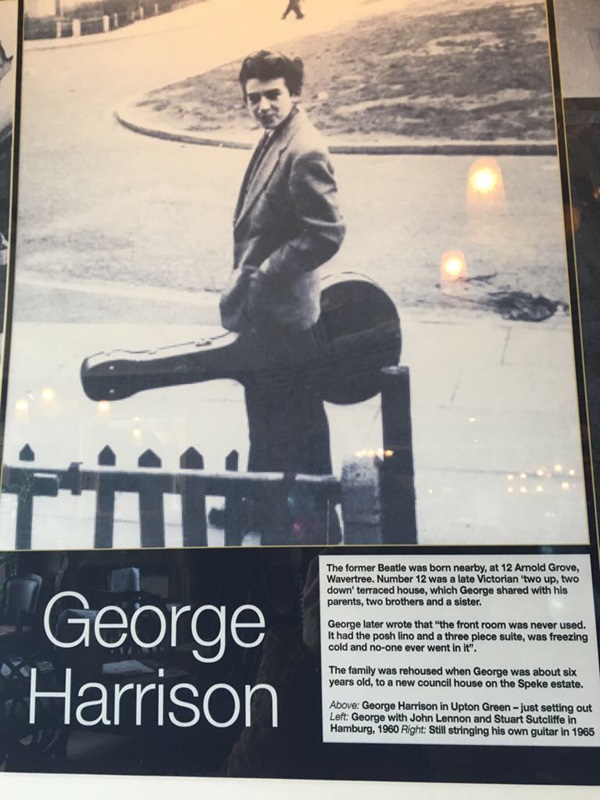 George
Harrison
The former Beatle was born nearby, at 12 Arnold Grove,
Wavertree. Number 12 was a late Victorian 'two up, two
down' terraced house, which George shared with his
parents, two brothers and a sister.
George later wrote that "the front room was never used.
It had the posh lino and a three piece suite, was freezing
cold and no-one ever went in it".
The family was rehoused when George was about six
years old, to a new council house on the Speke estate.
Above: George Harrison in Upton Green – just setting out
Left: George with John Lennon and Stuart Sutcliffe in
Hamburg, 1960 Right: Still stringing his own guitar in 1965